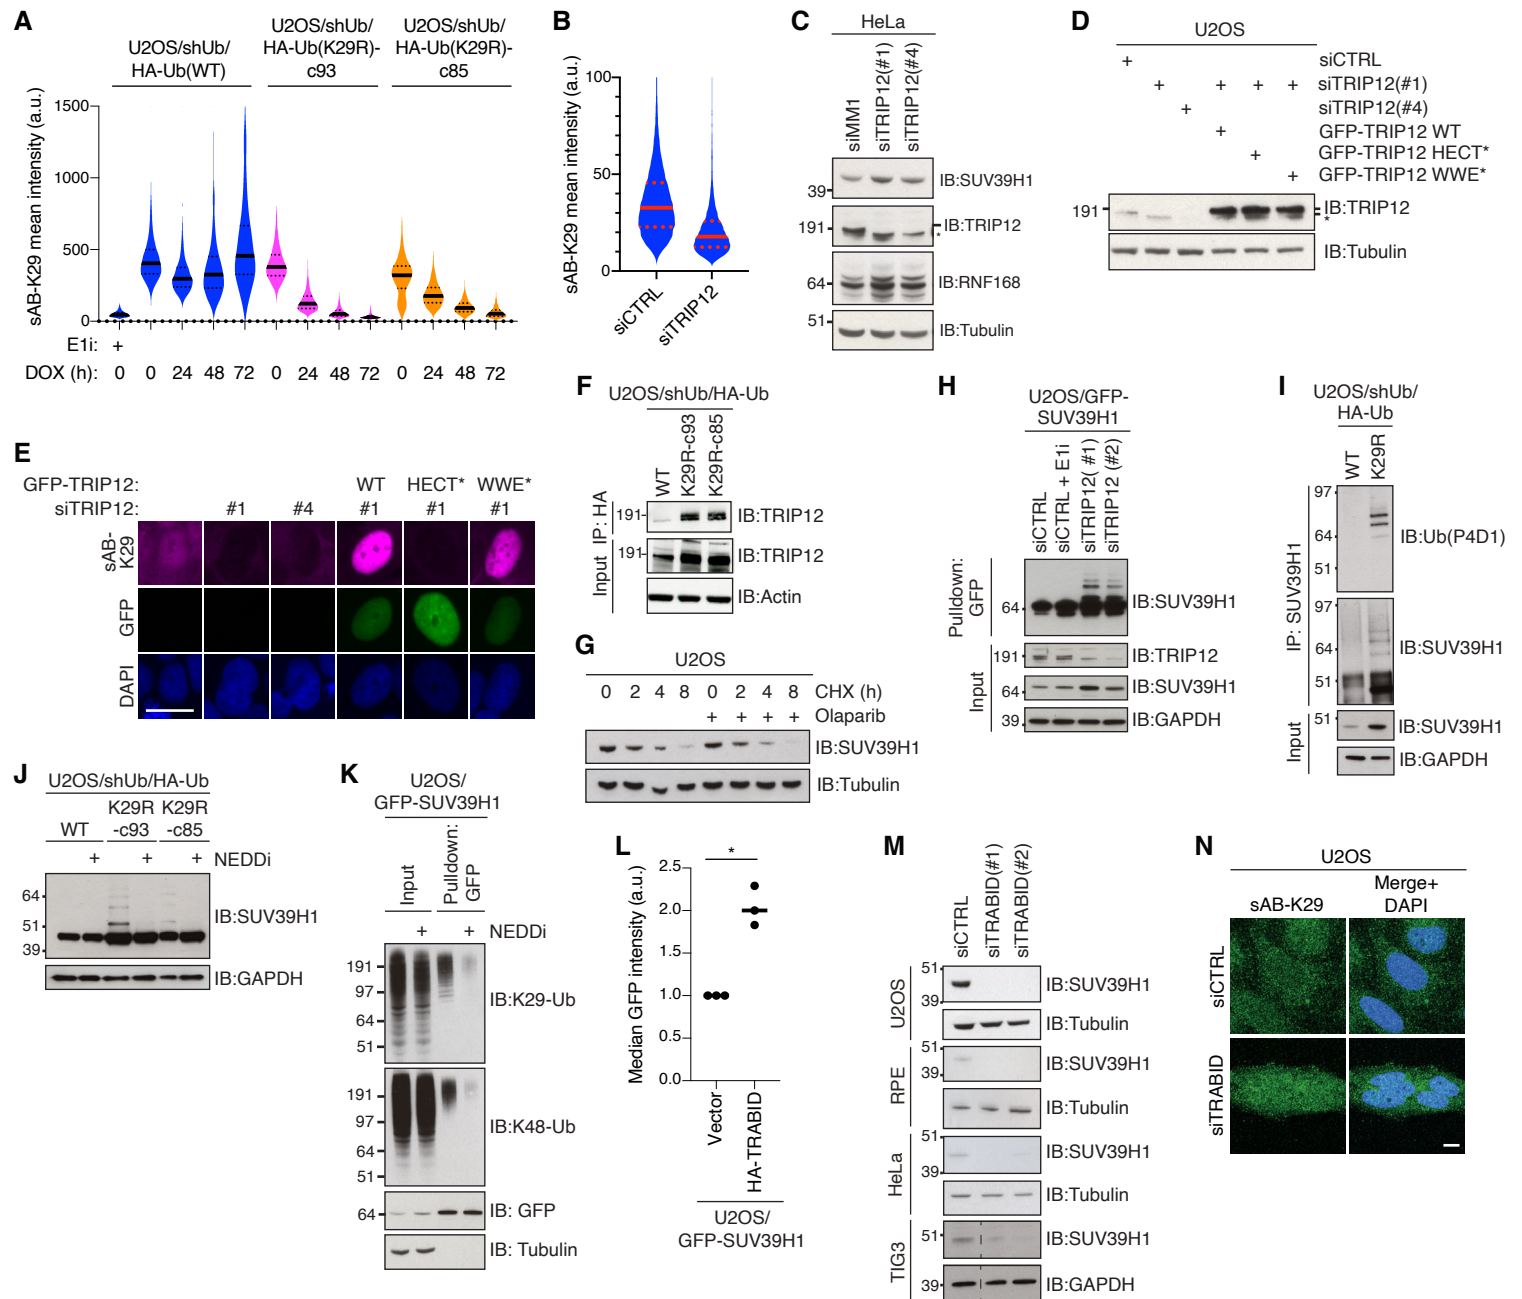 A
U2OS/shUb/
HA-Ub(WT)
U2OS/shUb/
HA-Ub(K29R)-
c93
U2OS/shUb/
HA-Ub(K29R)-
c85
sAB-K29 mean intensity (a.u.)
1500
1000
500
0
E1i: +
DOX (h): 0 0 24 48 72 0 24 48 72 0 24 48 72
B
sAB-K29 mean intensity (a.u.)
100
50
0
siCTRL
siTRIP12
C
HeLa
siMM1
siTRIP12(#1)
siTRIP12(#4)
39
IB:SUV39H1
191
IB:TRIP12
*
64
IB:RNF168
51
IB:Tubulin
D
U2OS
+ siCTRL
+ + + + siTRIP12(#1)
+ siTRIP12(#4)
+ GFP-TRIP12 WT
+ GFP-TRIP12 HECT*
+ GFP-TRIP12 WWE*
191
IB:TRIP12
*
IB:Tubulin
E
GFP-TRIP12: WT HECT* WWE*
siTRIP12: #1 #4 #1 #1 #1
sAB-
K29
GFP
DAPI
F
U2OS/shUb/HA-Ub
WT
K29R-c93
K29R-c85
IP: HA
191
IB:TRIP12
Input
191
IB:TRIP12
IB:Actin
G
U2OS
0 2 4 8 0 2 4 8 CHX (h)
+ + + + Olaparib
IB:SUV39H1
IB:Tubulin
H
U2OS/GFP-
SUV39H1
siCTRL
siCTRL + E1i
siTRIP12( #1)
siTRIP12 (#2)
Pulldown:
GFP
64
IB:SUV39H1
Input
191
IB:TRIP12
64
IB:SUV39H1
39
IB:GAPDH
I
U2OS/shUb/
HA-Ub
WT
K29R
IP: SUV39H1
97
64
51
IB:Ub(P4D1)
97
64
51
IB:SUV39H1
Input
51
IB:SUV39H1
IB:GAPDH
J
U2OS/shUb/HA-Ub
WT
K29R
-c93
K29R
-c85
+ + + NEDDi
64
51
39
IB:SUV39H1
IB:GAPDH
K
U2OS/
GFP-SUV39H1
Input
Pulldown:
GFP
+ + NEDDi
191
97
64
51
IB:K29-Ub
191
97
64
51
IB:K48-Ub
64
IB: GFP
IB: Tubulin
L
Median GFP intensity (a.u.)
*
2.5
2.0
1.5
1.0
0.5
0.0
Vector
HA-TRABID
U2OS/
GFP-SUV39H1
M
siCTRL
siTRABID(#1)
siTRABID(#2)
U2OS
51
39
IB:SUV39H1
IB:Tubulin
RPE
51
39
IB:SUV39H1
IB:Tubulin
HeLa
51
39
IB:SUV39H1
IB:Tubulin
TIG3
51
IB:SUV39H1
39
IB:GAPDH
N
U2OS
sAB-K29
Merge+
DAPI
siCTRL
siTRABID